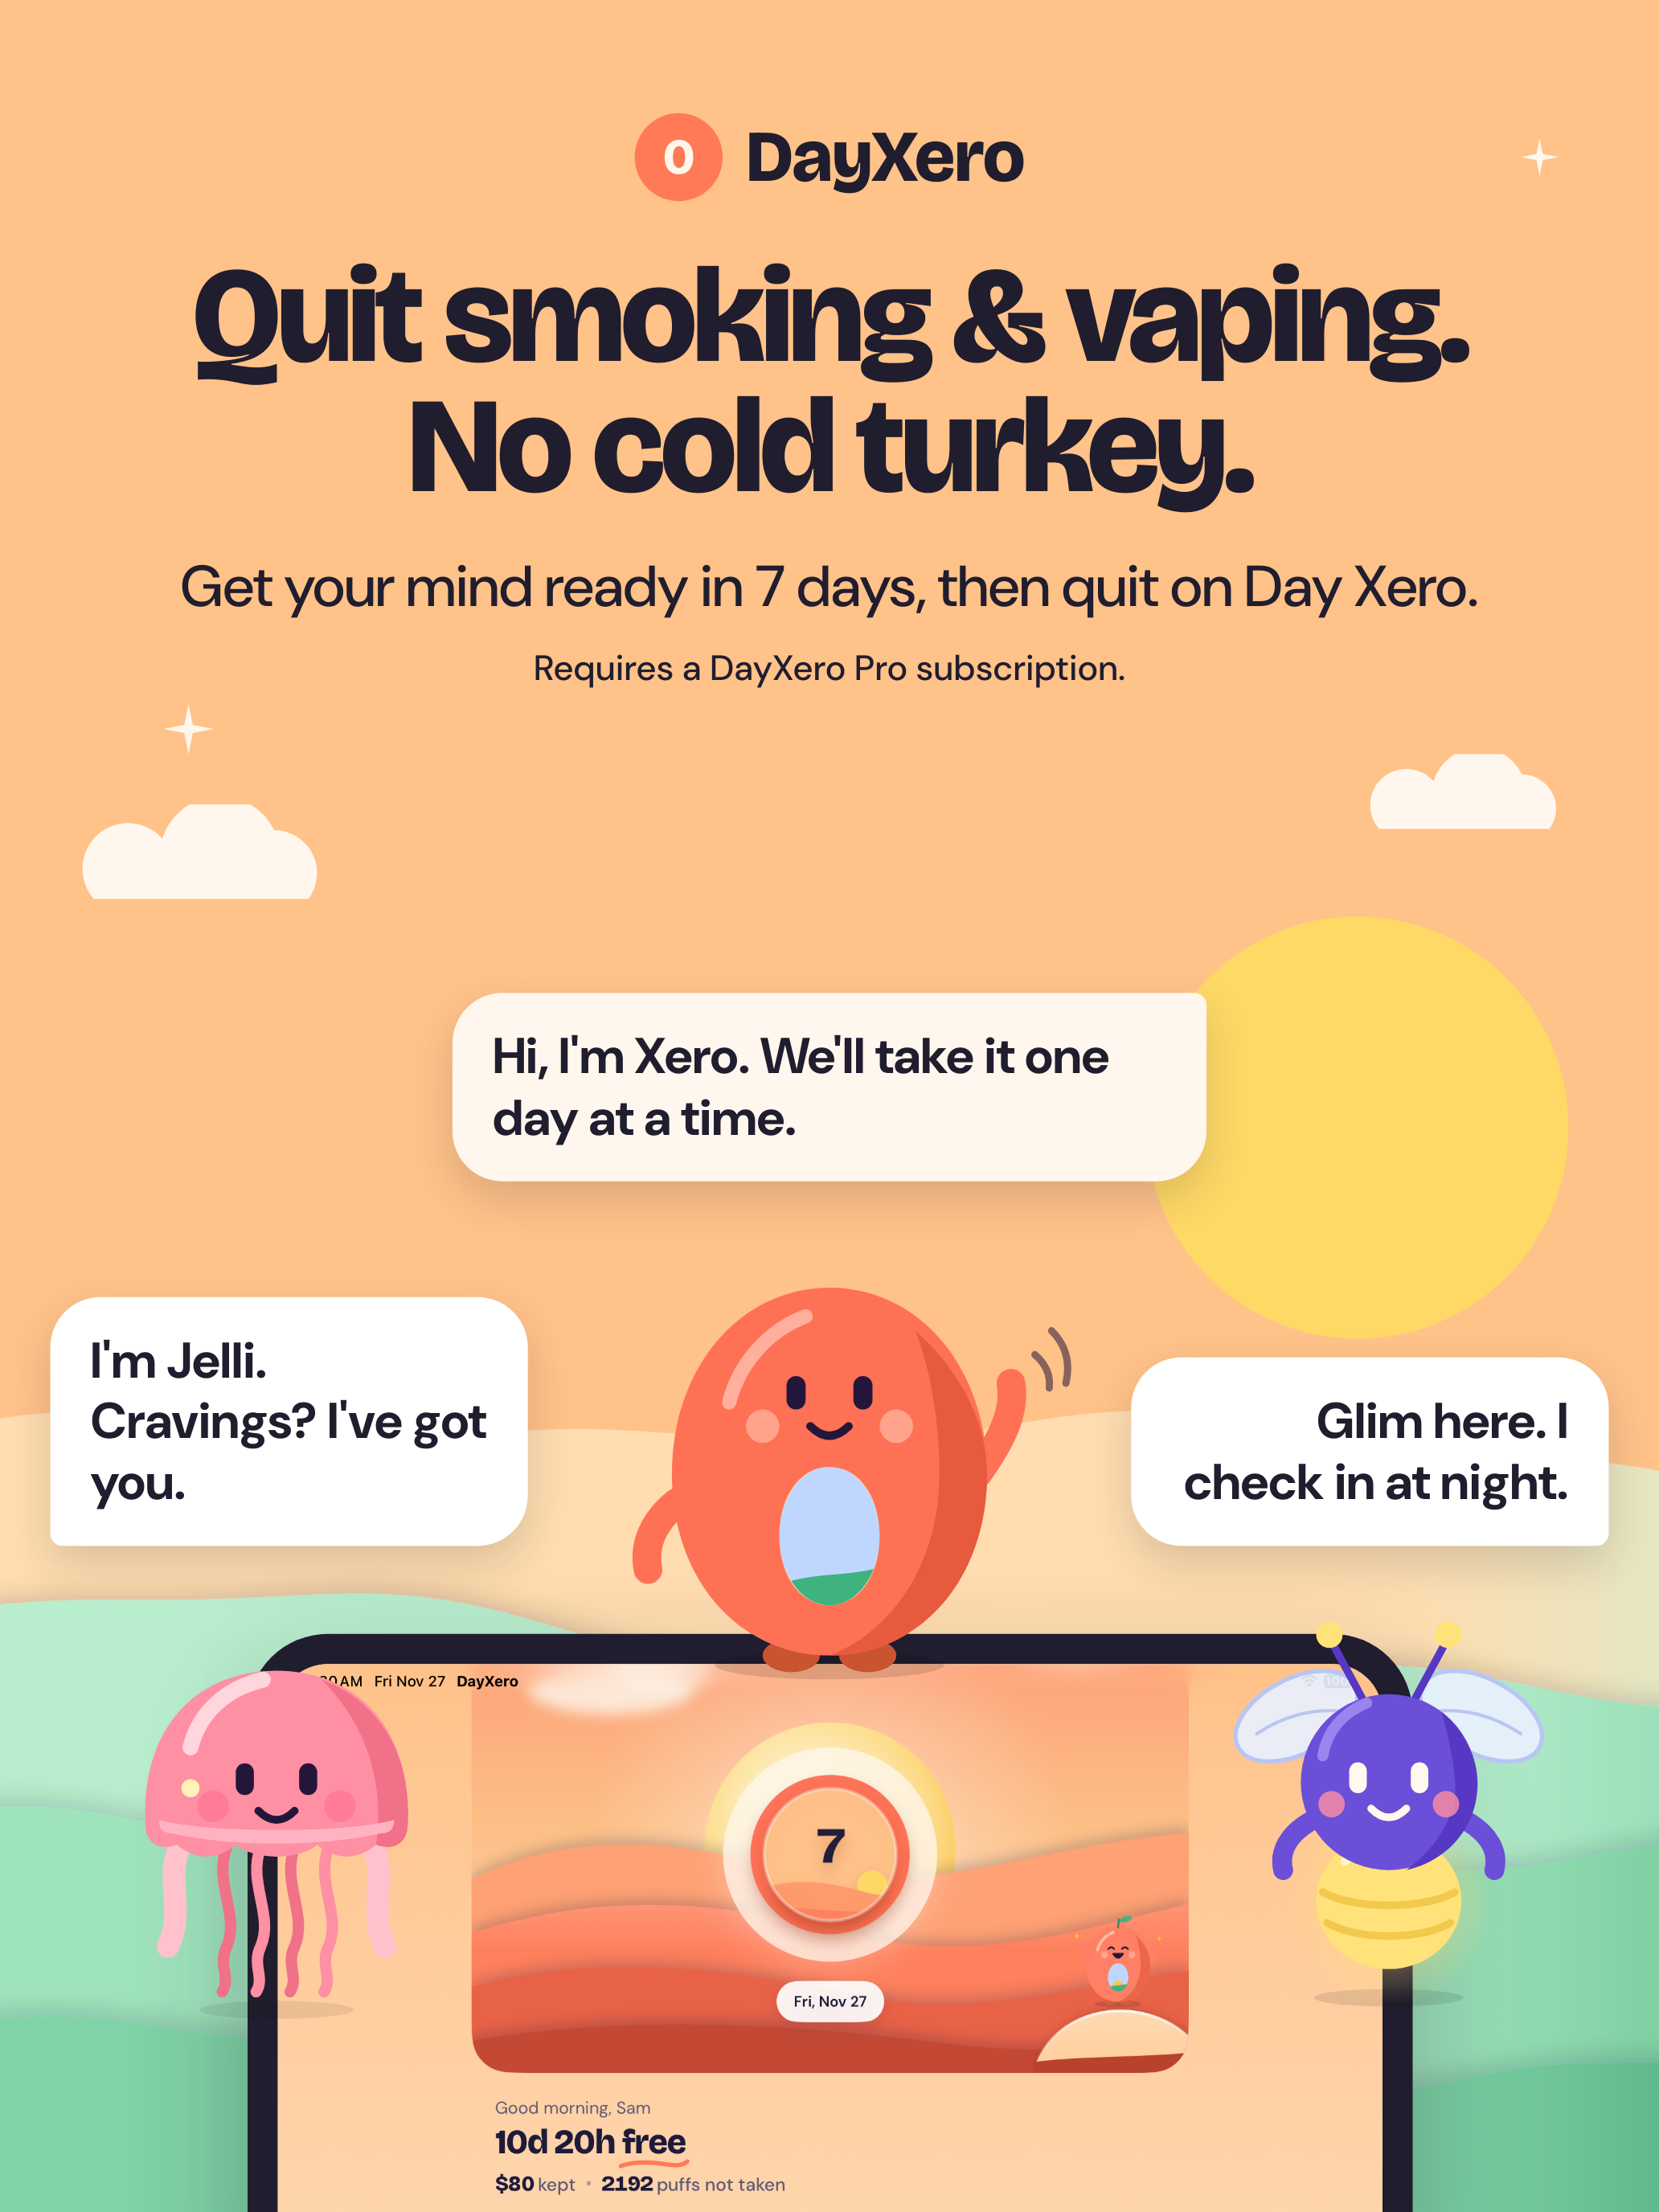 0 DayXero
Quit smoking & vaping.
No cold turkey.
Get your mind ready in 7 days, then quit on Day Xero.
Requires a DayXero Pro subscription.
Hi, I'm Xero. We'll take it one
day at a time.
I'm Jelli.
Cravings? I've got
you.
Glim here. I
check in at night.
AM Fri Nov 27 DayXero
7
Fri, Nov 27
Good morning, Sam
10d 20h free
$80 kept • 2192 puffs not taken